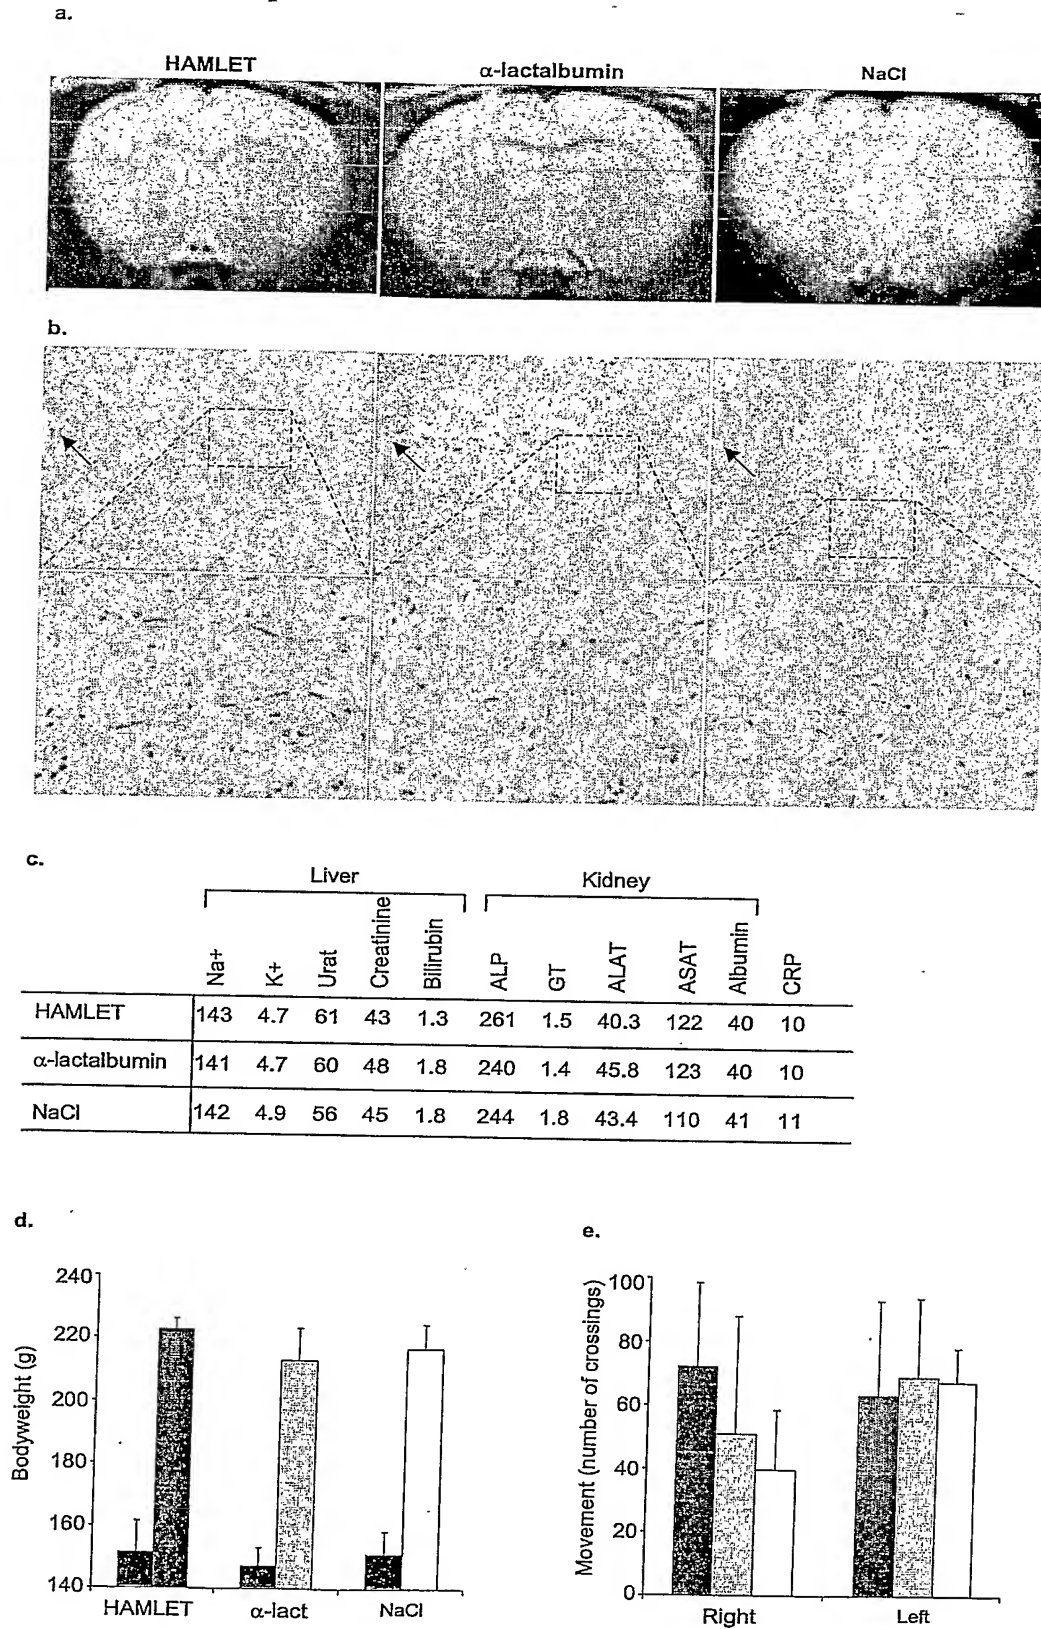 a.
HAMLET α-lactalbumin NaCl
b.
c.
Liver Kidney
Na+ K+ Urat Creatinine Bilirubin ALP GT ALAT ASAT Albumin CRP
HAMLET 143 4.7 61 43 1.3 261 1.5 40.3 122 40 10
α-lactalbumin 141 4.7 60 48 1.8 240 1.4 45.8 123 40 10
NaCl 142 4.9 56 45 1.8 244 1.8 43.4 110 41 11
d.
Bodyweight (g)
240
220
200
180
160
140
HAMLET α-lact NaCl
e.
Movement (number of crossings)
100
80
60
40
20
0
Right Left